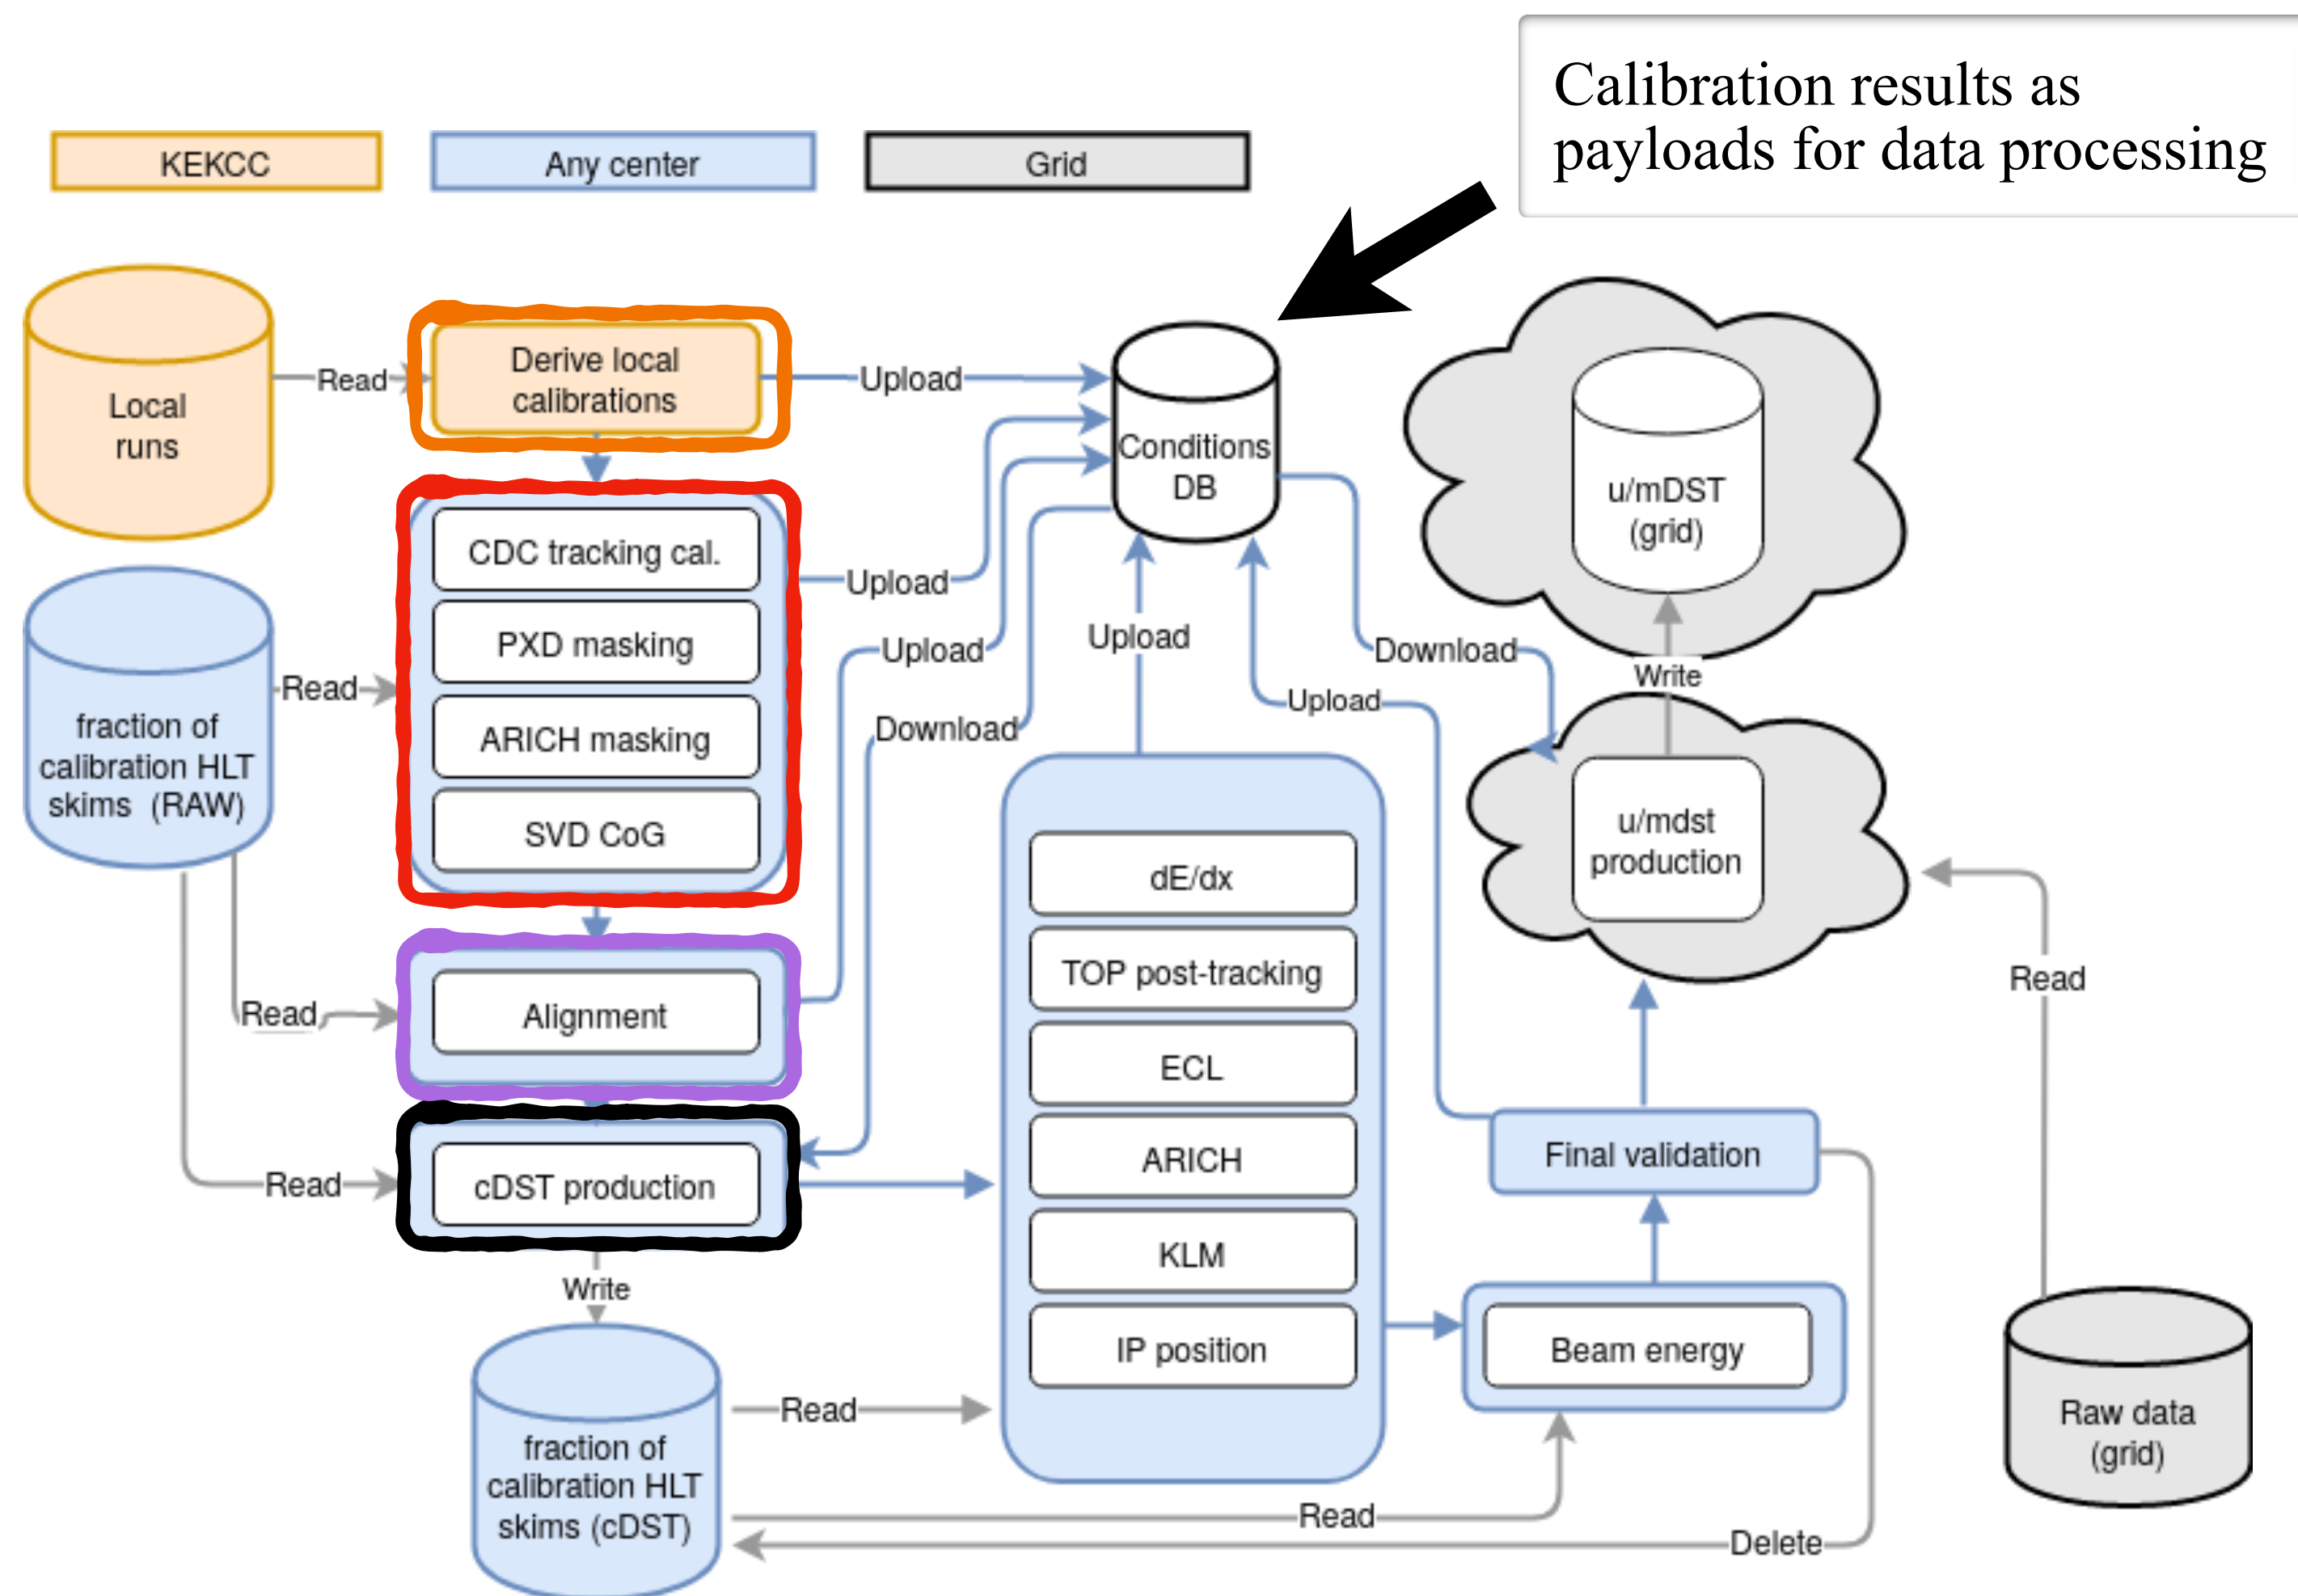 Calibration results as
payloads for data processing
KEKCC
Any center
Grid
Local
runs
Read
Derive local
calibrations
Upload
Conditions
DB
u/mDST
(grid)
fraction of
calibration HLT
skims (RAW)
Read
CDC tracking cal.
PXD masking
ARICH masking
SVD CoG
Upload
Upload
Download
Upload
Upload
Download
Write
u/mdst
production
Read
Alignment
Read
cDST production
Write
dE/dx
TOP post-tracking
ECL
ARICH
KLM
IP position
Final validation
Beam energy
Read
Raw data
(grid)
fraction of
calibration HLT
skims (cDST)
Read
Read
Delete